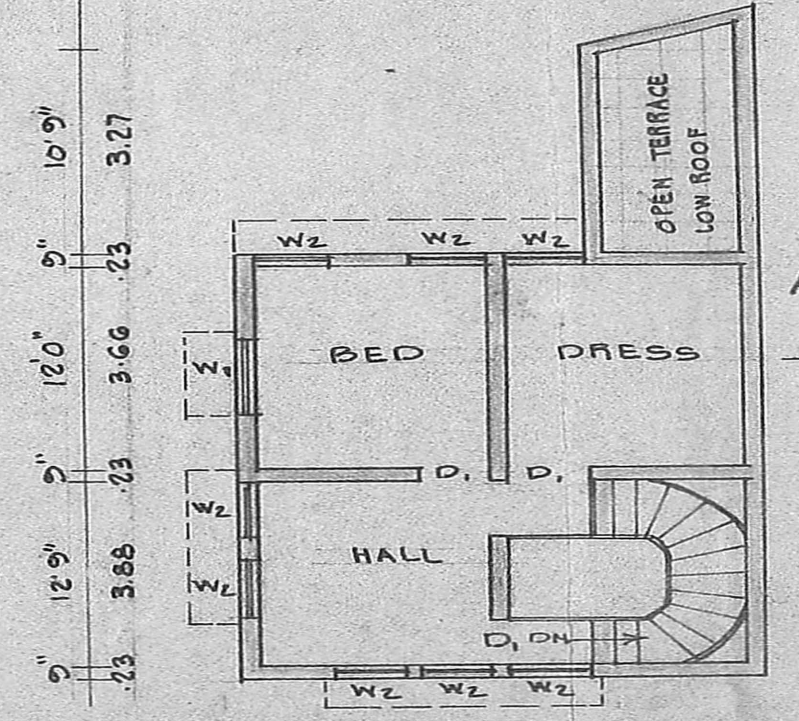 10'9"
3.27
9"
.23
12'0"
3.66
9"
.23
12'9"
3.88
9"
.23
OPEN TERRACE
LOW ROOF
W2 W2 W2
W1
BED
DRESS
D1 D1
W2
W2
HALL
D1 DN
W2 W2 W2